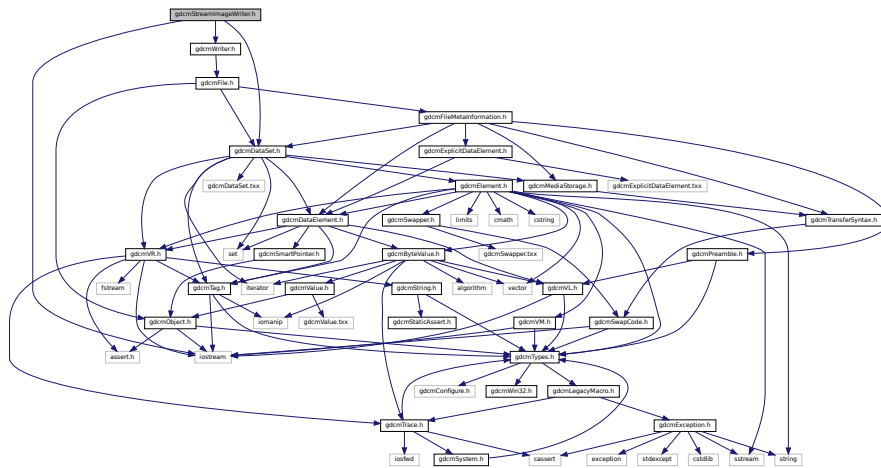 gdcmStreamImageWriter.h
gdcmWriter.h
gdcmFile.h
gdcmFileMetaInformation.h
gdcmDataSet.h
gdcmExplicitDataElement.h
gdcmDataSet.txx
gdcmElement.h
gdcmMediaStorage.h
gdcmExplicitDataElement.txx
gdcmDataElement.h
gdcmSwapper.h
limits
cmath
cstring
gdcmTransferSyntax.h
gdcmVR.h
set
gdcmSmartPointer.h
gdcmByteValue.h
gdcmSwapper.txx
gdcmPreamble.h
fstream
gdcmTag.h
iterator
gdcmValue.h
gdcmString.h
algorithm
vector
gdcmVL.h
gdcmObject.h
iomanip
gdcmValue.txx
gdcmStaticAssert.h
gdcmVM.h
gdcmSwapCode.h
assert.h
iostream
gdcmTypes.h
gdcmConfigure.h
gdcmWin32.h
gdcmLegacyMacro.h
gdcmTrace.h
gdcmException.h
iosfwd
gdcmSystem.h
cassert
exception
stdexcept
cstdlib
sstream
string